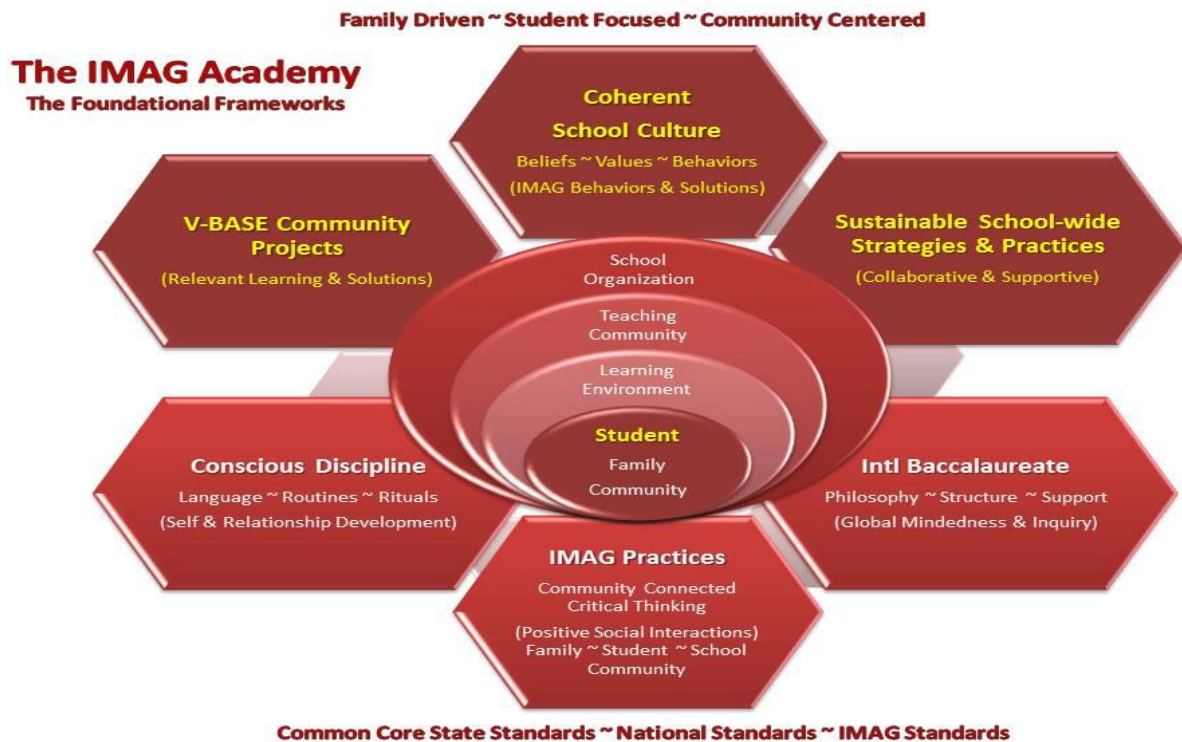 Family Driven ~ Student Focused ~ Community Centered
The IMAG Academy
The Foundational Frameworks
Coherent
School Culture
Beliefs ~ Values ~ Behaviors
(IMAG Behaviors & Solutions)
V-BASE Community
Projects
(Relevant Learning & Solutions)
Sustainable School-wide
Strategies & Practices
(Collaborative & Supportive)
School
Organization
Teaching
Community
Learning
Environment
Student
Family
Community
Conscious Discipline
Language ~ Routines ~ Rituals
(Self & Relationship Development)
Intl Baccalaureate
Philosophy ~ Structure ~ Support
(Global Mindedness & Inquiry)
IMAG Practices
Community Connected
Critical Thinking
(Positive Social Interactions)
Family ~ Student ~ School
Community
Common Core State Standards ~ National Standards ~ IMAG Standards